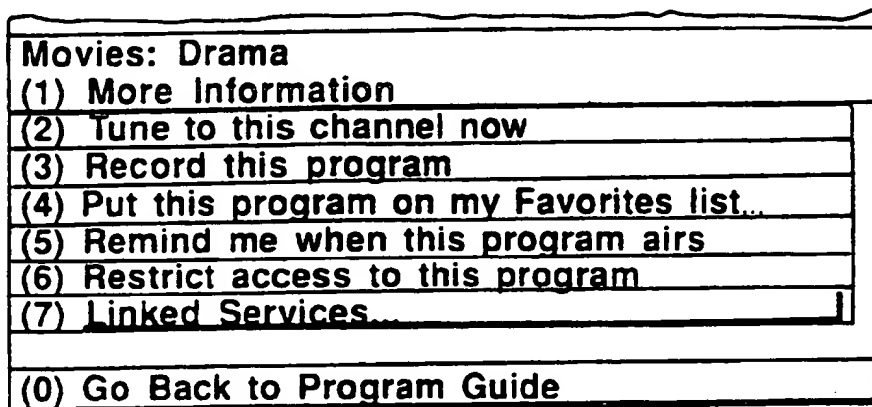 Movies: Drama
(1) More Information
(2) Tune to this channel now
(3) Record this program
(4) Put this program on my Favorites list...
(5) Remind me when this program airs
(6) Restrict access to this program
(7) Linked Services...
(0) Go Back to Program Guide